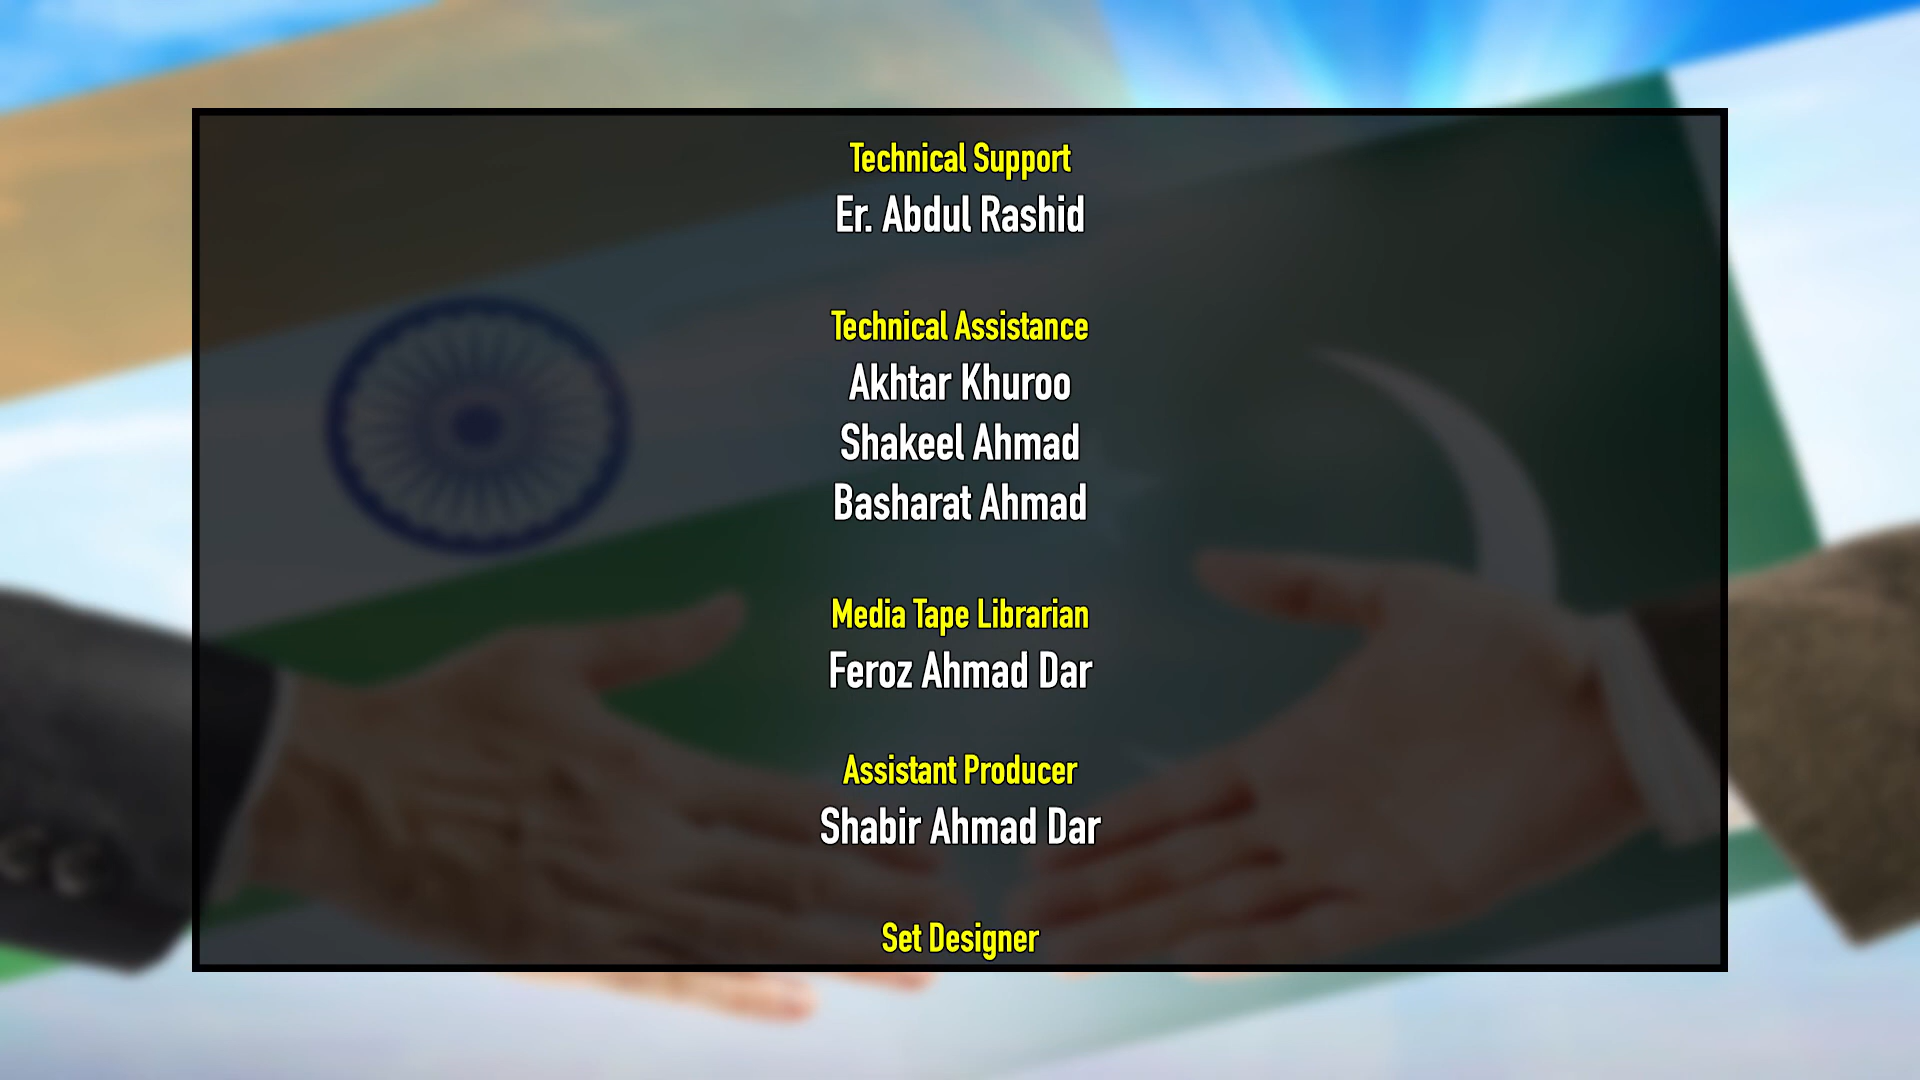 Technical Support
Er. Abdul Rashid
Technical Assistance
Akhtar Khuroo
Shakeel Ahmad
Basharat Ahmad
Media Tape Librarian
Feroz Ahmad Dar
Assistant Producer
Shabir Ahmad Dar
Set Designer